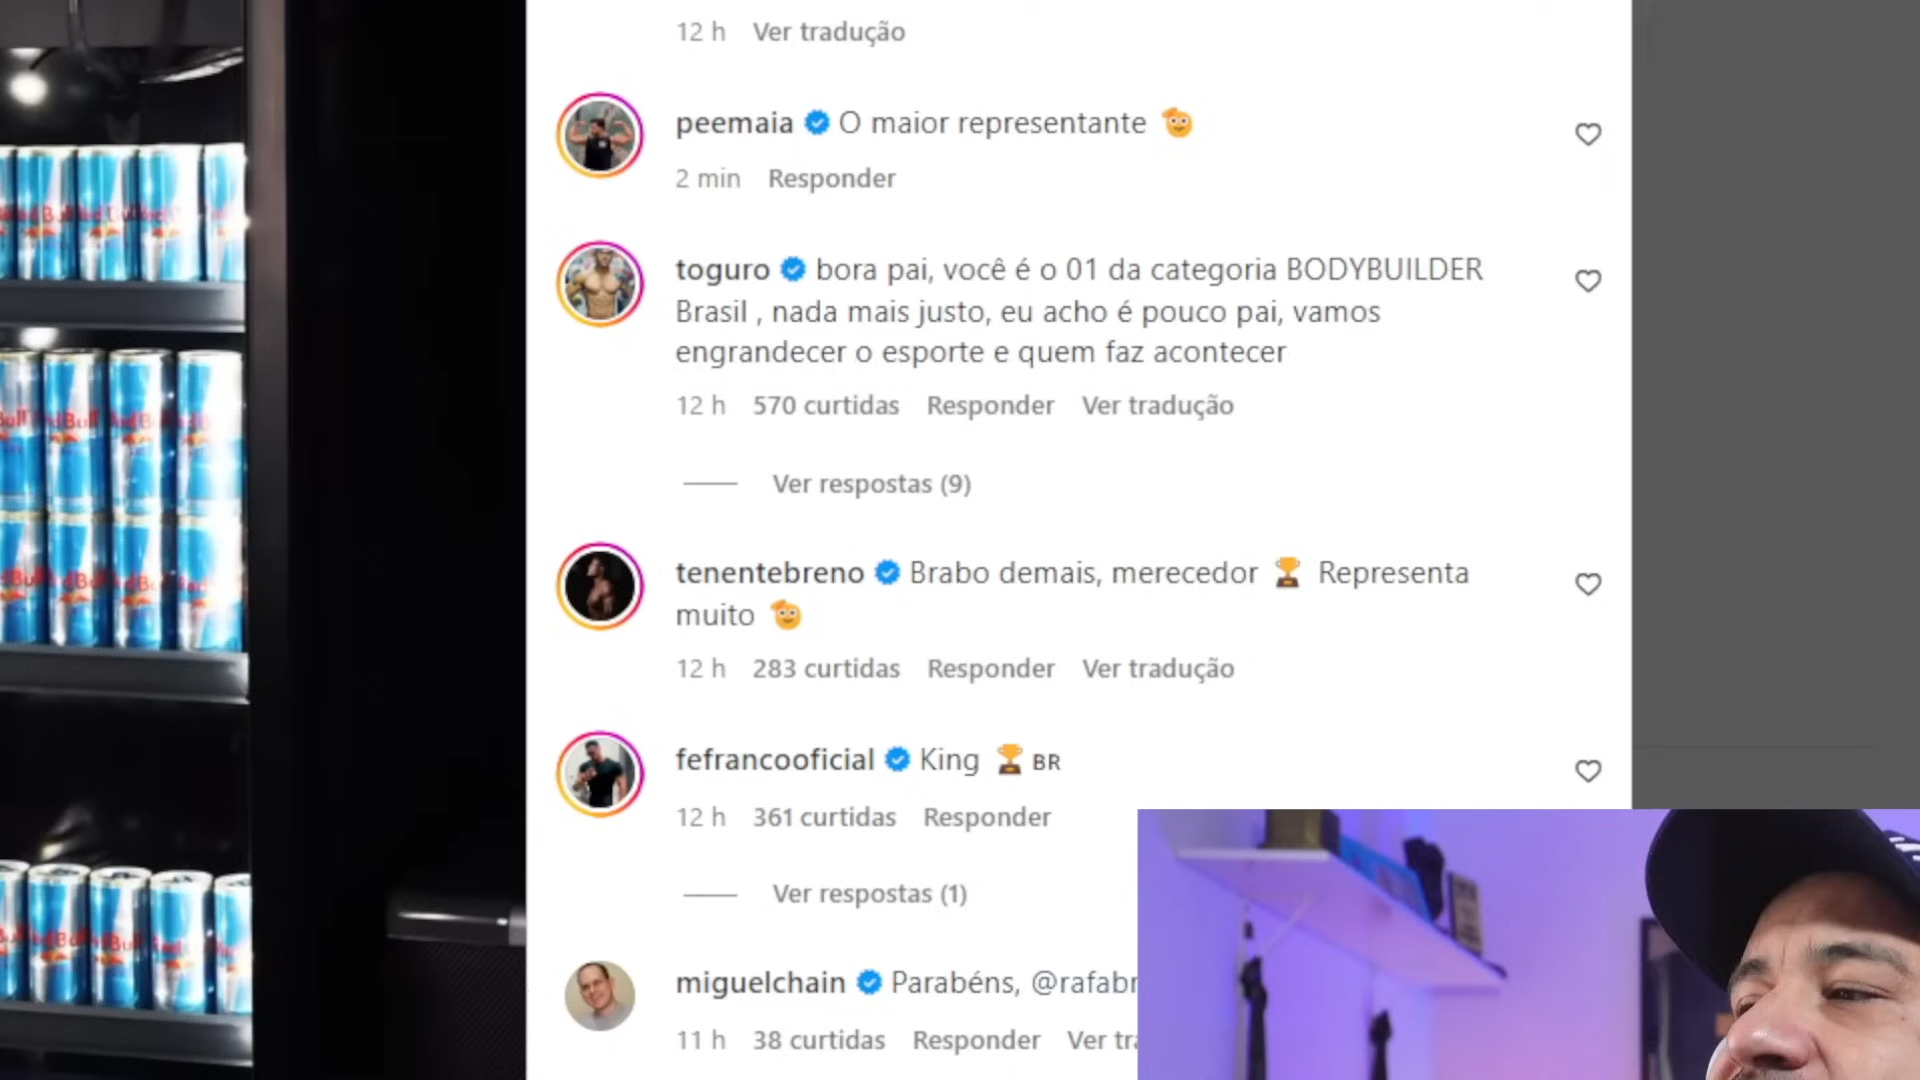 12 h Ver tradução
peemaia O maior representante 🫡
2 min Responder
toguro bora pai, você é o 01 da categoria BODYBUILDER
Brasil , nada mais justo, eu acho é pouco pai, vamos
engrandecer o esporte e quem faz acontecer
12 h 570 curtidas Responder Ver tradução
Ver respostas (9)
tenentebreno Brabo demais, merecedor 🏆 Representa
muito 🫡
12 h 283 curtidas Responder Ver tradução
fefrancooficial King 🏆 BR
12 h 361 curtidas Responder
Ver respostas (1)
miguelchain Parabéns, @rafabr
11 h 38 curtidas Responder Ver